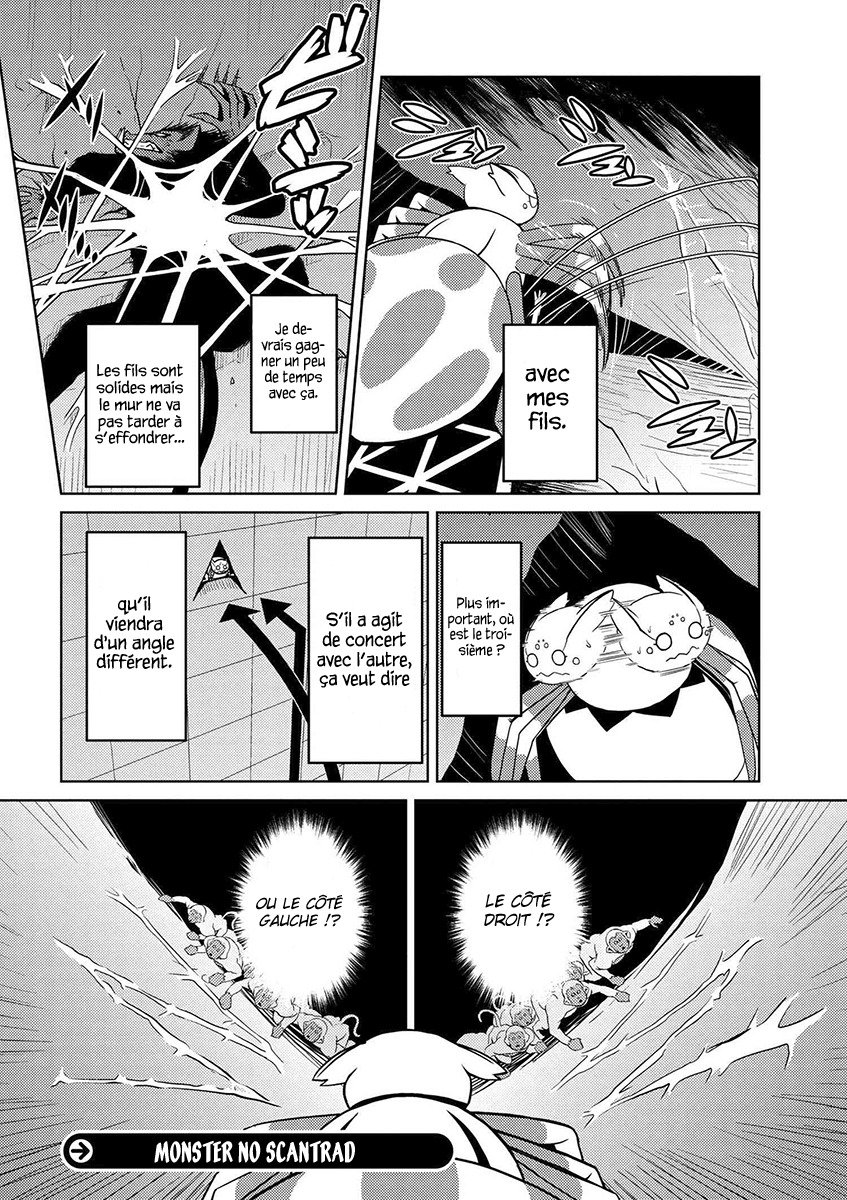 avec
mes
fils.
Je de-
vrais gag-
ner un peu
de temps
avec ça.
Les fils sont
solides mais
le mur ne va
pas tarder à
s'effondrer...
Plus im-
portant, où
est le troi-
sième ?
S'il a agit
de concert
avec l'autre,
ça veut dire
qu'il
viendra
d'un angle
différent.
LE CÔTÉ
DROIT !?
OU LE CÔTÉ
GAUCHE !?
MONSTER NO SCANTRAD